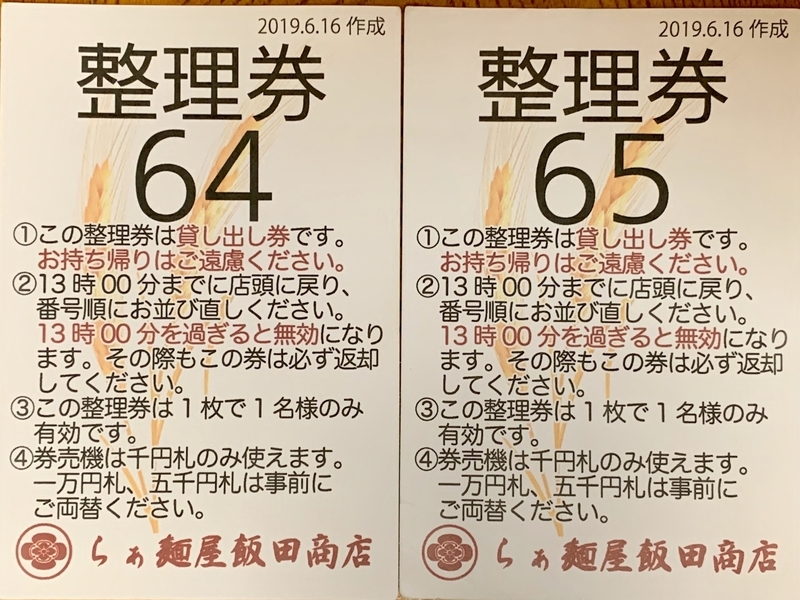 2019.6.16 作成
整理券
64
①この整理券は貸し出し券です。
お持ち帰りはご遠慮ください。
②13時00分までに店頭に戻り、
番号順にお並び直しください。
13時00分を過ぎると無効になり
ます。その際もこの券は必ず返却
してください。
③この整理券は1枚で1名様のみ
有効です。
④券売機は千円札のみ使えます。
一万円札、五千円札は事前に
ご両替ください。
らぁ麺屋飯田商店
2019.6.16 作成
整理券
65
①この整理券は貸し出し券です。
お持ち帰りはご遠慮ください。
②13時00分までに店頭に戻り、
番号順にお並び直しください。
13時00分を過ぎると無効になり
ます。その際もこの券は必ず返却
してください。
③この整理券は1枚で1名様のみ
有効です。
④券売機は千円札のみ使えます。
一万円札、五千円札は事前に
ご両替ください。
らぁ麺屋飯田商店